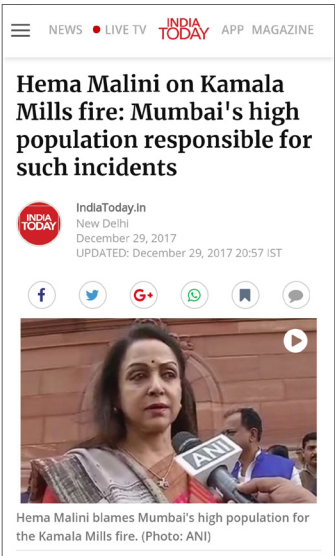 NEWS LIVE TV INDIA TODAY APP MAGAZINE
Hema Malini on Kamala
Mills fire: Mumbai's high
population responsible for
such incidents
INDIA
TODAY
IndiaToday.in
New Delhi
December 29, 2017
UPDATED: December 29, 2017 20:57 IST
f G+
ANI
Hema Malini blames Mumbai's high population for
the Kamala Mills fire. (Photo: ANI)